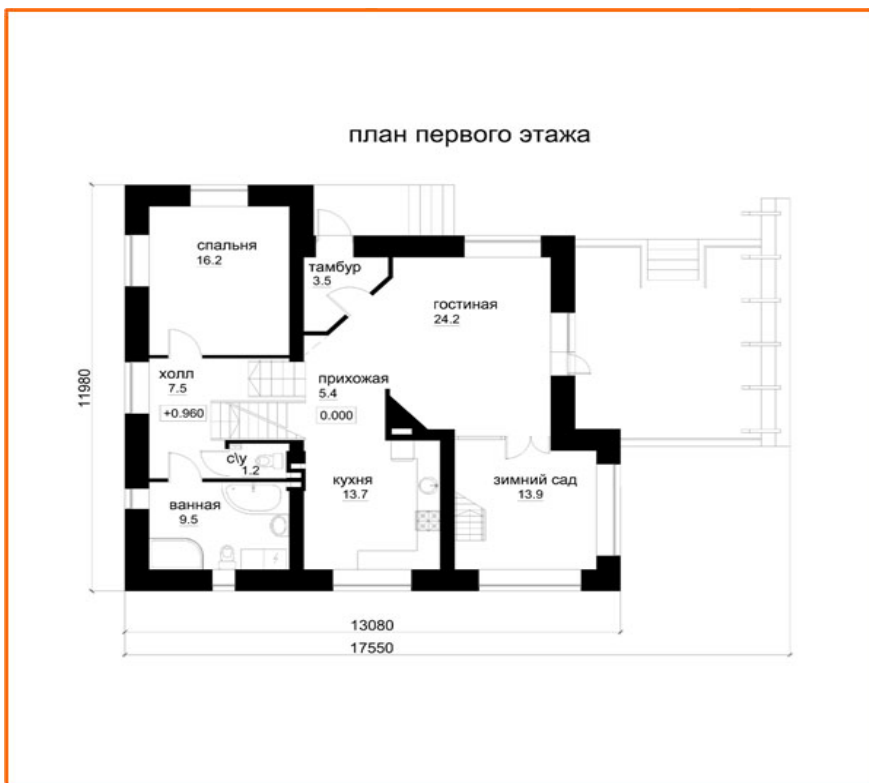 план первого этажа
спальня
16.2
тамбур
3.5
гостиная
24.2
холл
7.5
+0.960
прихожая
5.4
0.000
с\у
1.2
кухня
13.7
зимний сад
13.9
ванная
9.5
11980
13080
17550